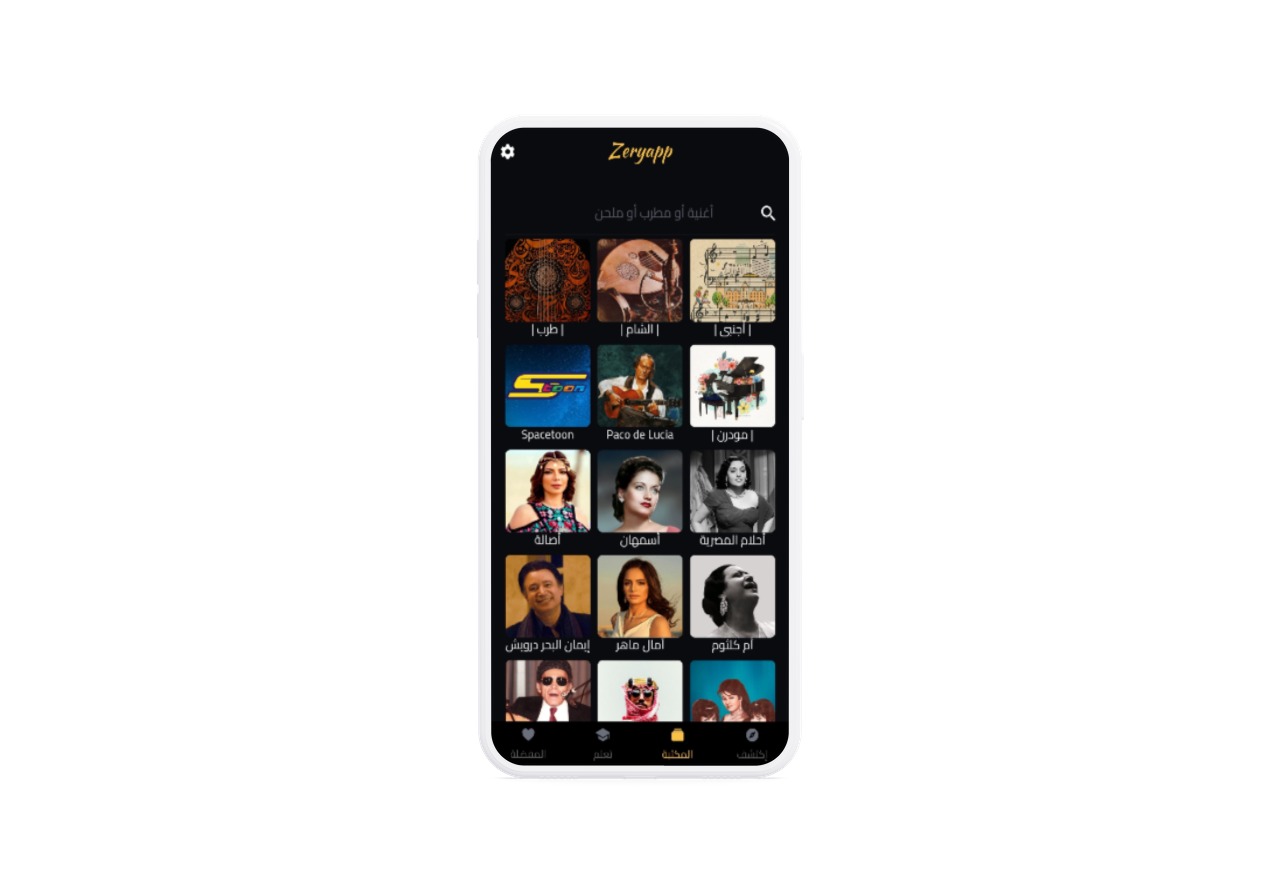 Zeryapp
أغنية أو مطرب أو ملحن
| أجنبي | | الشام | | طرب |
Spacetoon Paco de Lucia | مودرن |
أحلام المصرية أسمهان أصالة
أم كلثوم أمال ماهر إيمان البحر درويش
إكتشف المكتبة تعلم المفضلة